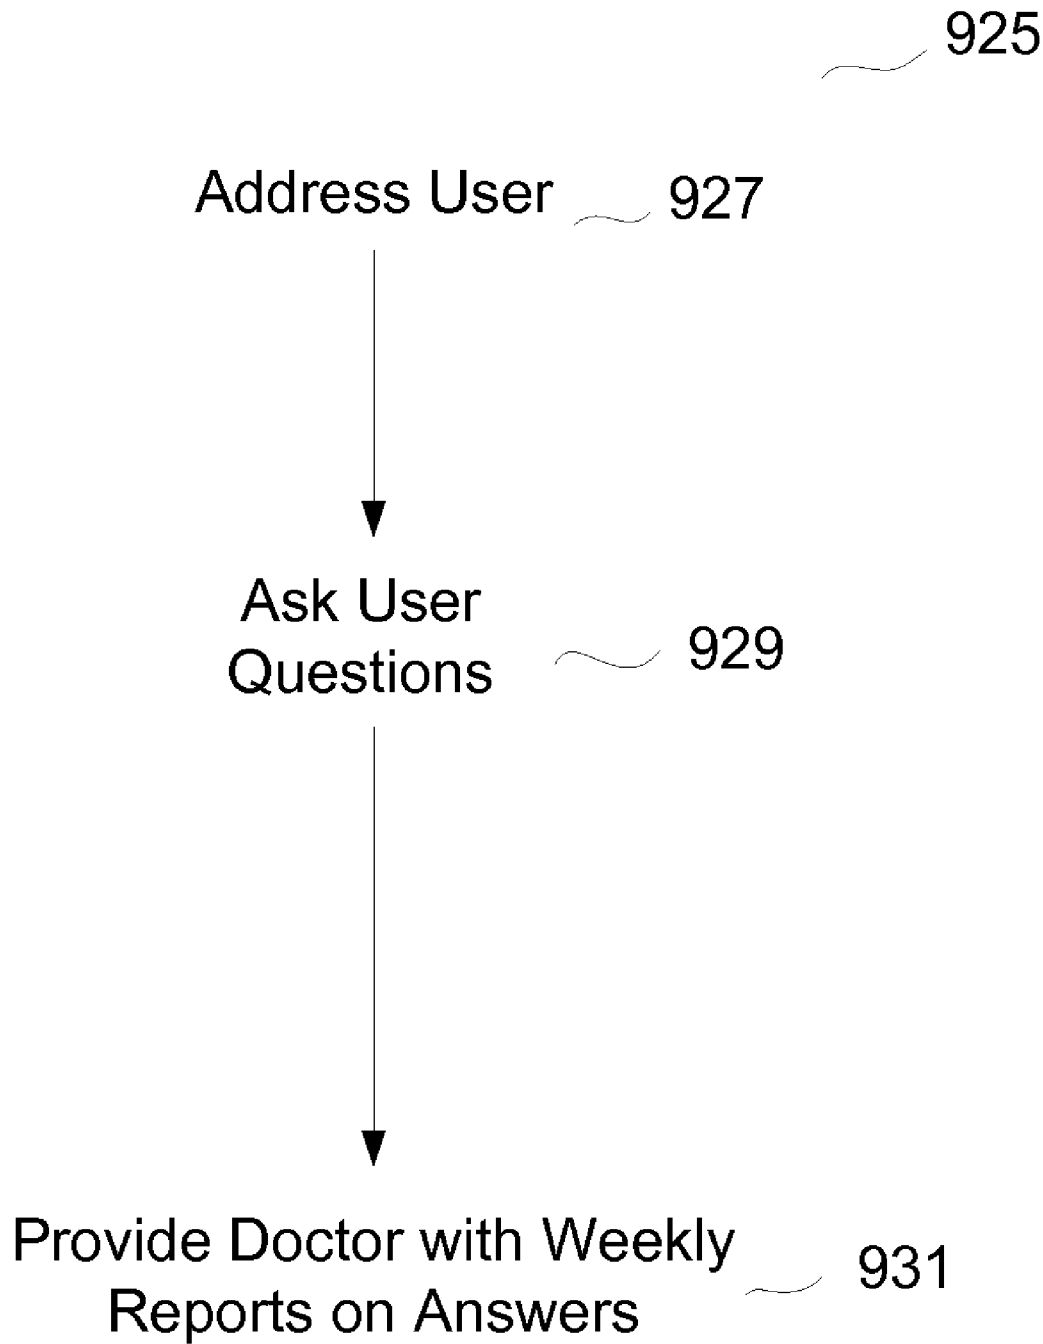 925
Address User
927
Ask User
Questions
929
Provide Doctor with Weekly
Reports on Answers
931